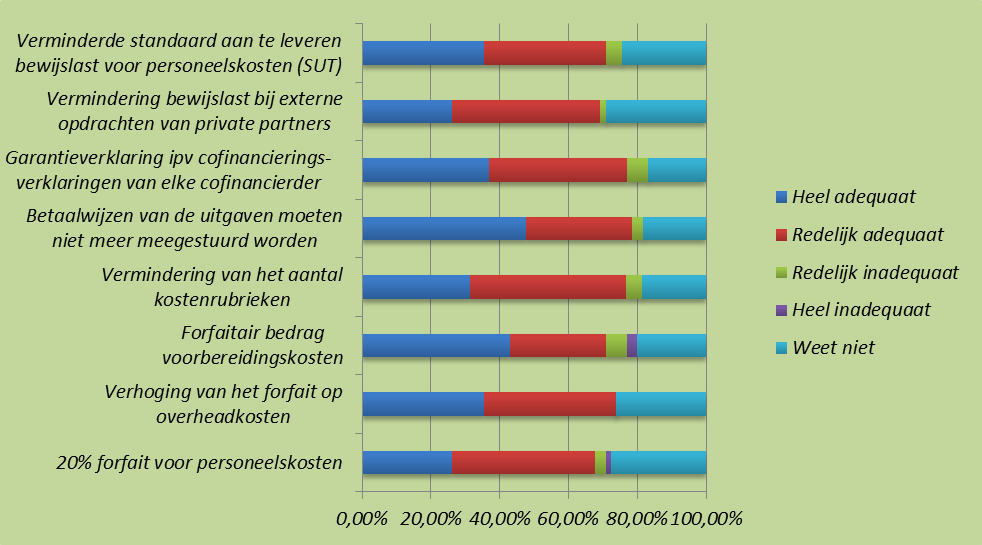 Verminderde standaard aan te leveren
bewijslast voor personeelskosten (SUT)
Vermindering bewijslast bij externe
opdrachten van private partners
Garantieverklaring ipv cofinancierings-
verklaringen van elke cofinancierder
Betaalwijzen van de uitgaven moeten
niet meer meegestuurd worden
Vermindering van het aantal
kostenrubrieken
Forfaitair bedrag
voorbereidingskosten
Verhoging van het forfait op
overheadkosten
20% forfait voor personeelskosten
0,00% 20,00% 40,00% 60,00% 80,00% 100,00%
Heel adequaat
Redelijk adequaat
Redelijk inadequaat
Heel inadequaat
Weet niet